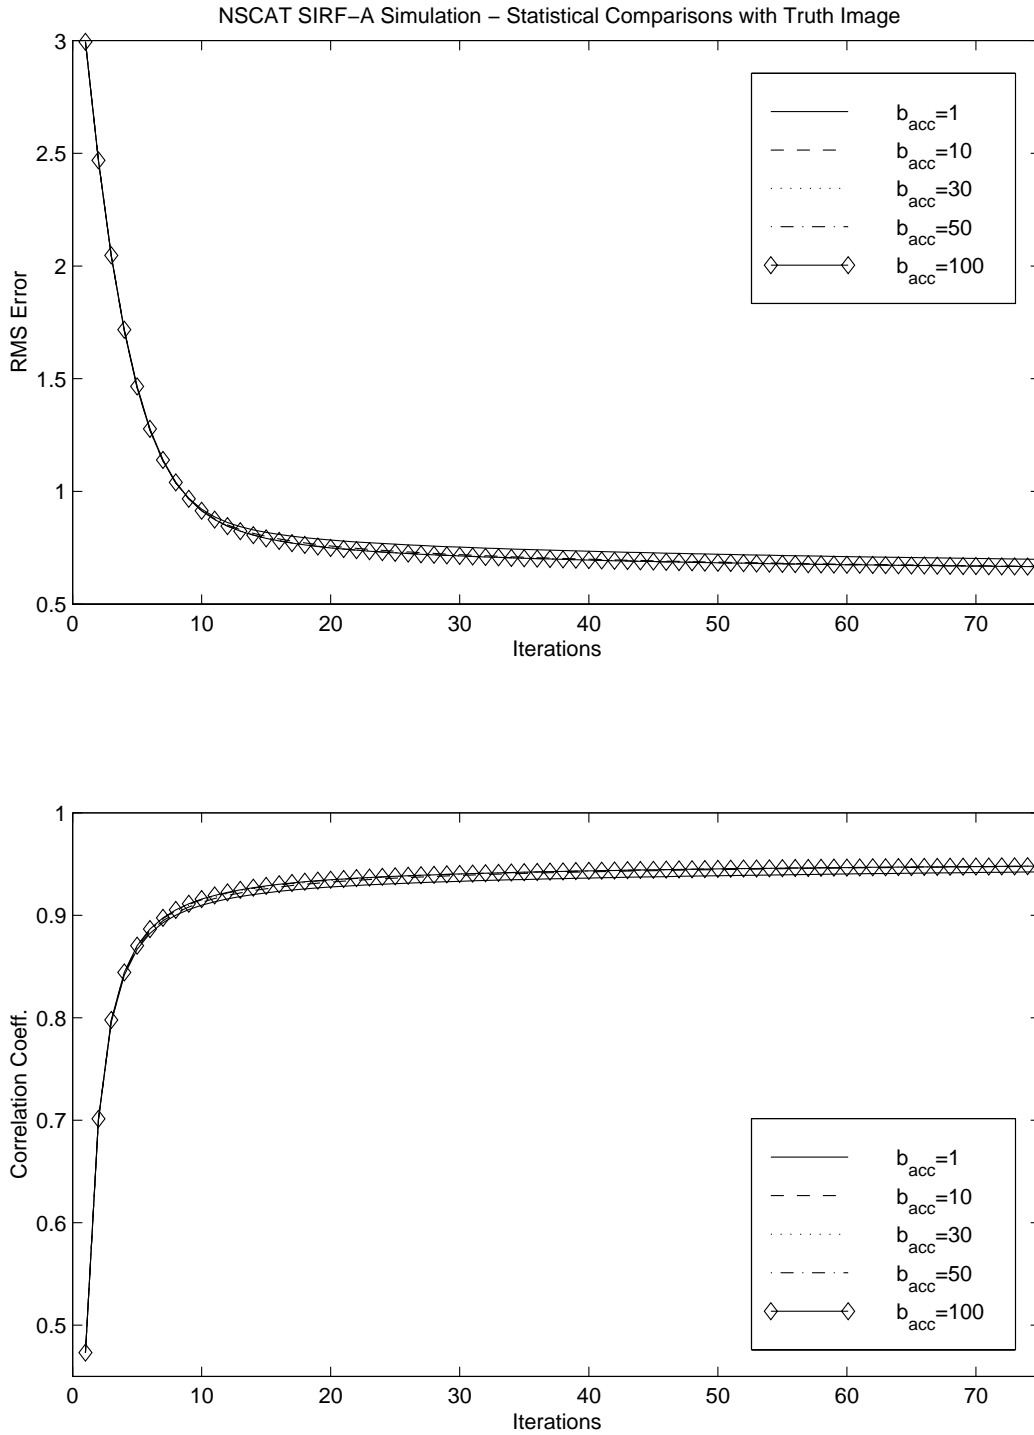 NSCAT SIRF−A Simulation − Statistical Comparisons with Truth Image
3
2.5
2
1.5
1
0.5
RMS Error
b_acc=1
b_acc=10
b_acc=30
b_acc=50
b_acc=100
0 10 20 30 40 50 60 70
Iterations
1
0.9
0.8
0.7
0.6
0.5
Correlation Coeff.
b_acc=1
b_acc=10
b_acc=30
b_acc=50
b_acc=100
0 10 20 30 40 50 60 70
Iterations